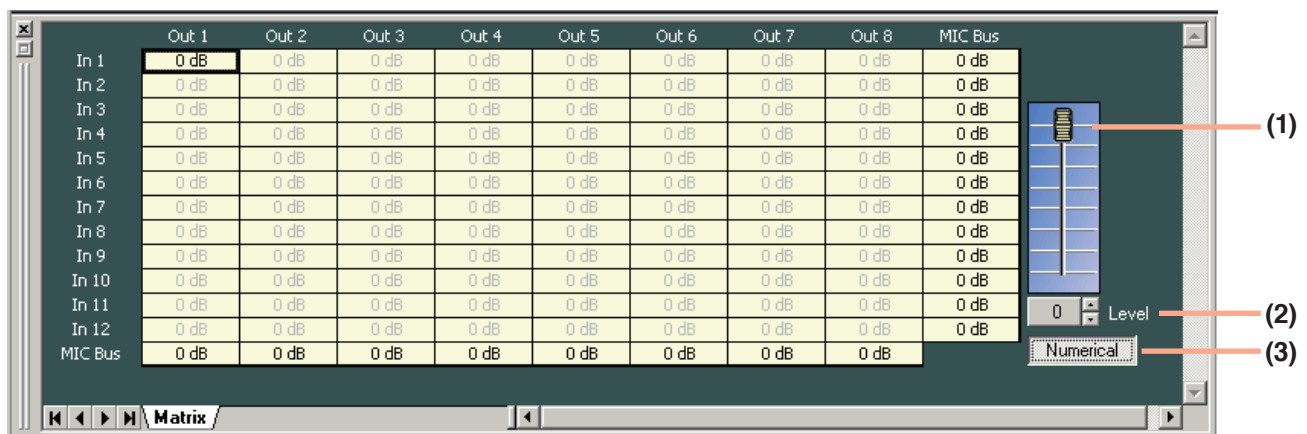 Out 1 Out 2 Out 3 Out 4 Out 5 Out 6 Out 7 Out 8 MIC Bus
In 1 0 dB 0 dB 0 dB 0 dB 0 dB 0 dB 0 dB 0 dB 0 dB
In 2 0 dB 0 dB 0 dB 0 dB 0 dB 0 dB 0 dB 0 dB 0 dB
In 3 0 dB 0 dB 0 dB 0 dB 0 dB 0 dB 0 dB 0 dB 0 dB
In 4 0 dB 0 dB 0 dB 0 dB 0 dB 0 dB 0 dB 0 dB 0 dB (1)
In 5 0 dB 0 dB 0 dB 0 dB 0 dB 0 dB 0 dB 0 dB 0 dB
In 6 0 dB 0 dB 0 dB 0 dB 0 dB 0 dB 0 dB 0 dB 0 dB
In 7 0 dB 0 dB 0 dB 0 dB 0 dB 0 dB 0 dB 0 dB 0 dB
In 8 0 dB 0 dB 0 dB 0 dB 0 dB 0 dB 0 dB 0 dB 0 dB
In 9 0 dB 0 dB 0 dB 0 dB 0 dB 0 dB 0 dB 0 dB 0 dB
In 10 0 dB 0 dB 0 dB 0 dB 0 dB 0 dB 0 dB 0 dB 0 dB
In 11 0 dB 0 dB 0 dB 0 dB 0 dB 0 dB 0 dB 0 dB 0 dB 0 Level (2)
In 12 0 dB 0 dB 0 dB 0 dB 0 dB 0 dB 0 dB 0 dB 0 dB
MIC Bus 0 dB 0 dB 0 dB 0 dB 0 dB 0 dB 0 dB 0 dB Numerical (3)
Matrix